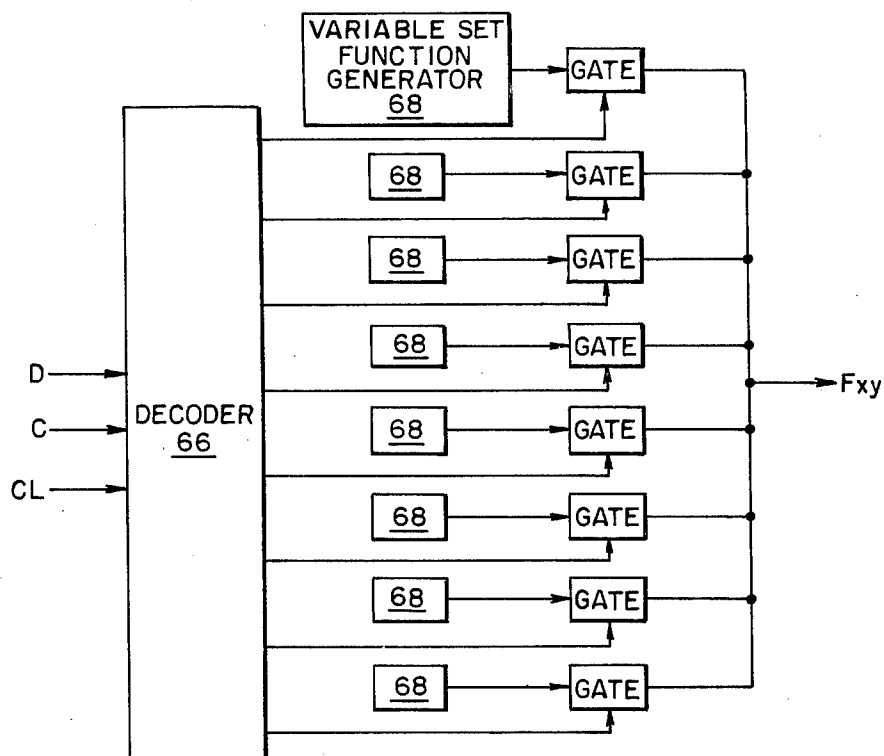 VARIABLE SET
FUNCTION
GENERATOR
68
GATE
68
GATE
68
GATE
68
GATE
D
Fxy
DECODER
66
C
68
GATE
CL
68
GATE
68
GATE
68
GATE